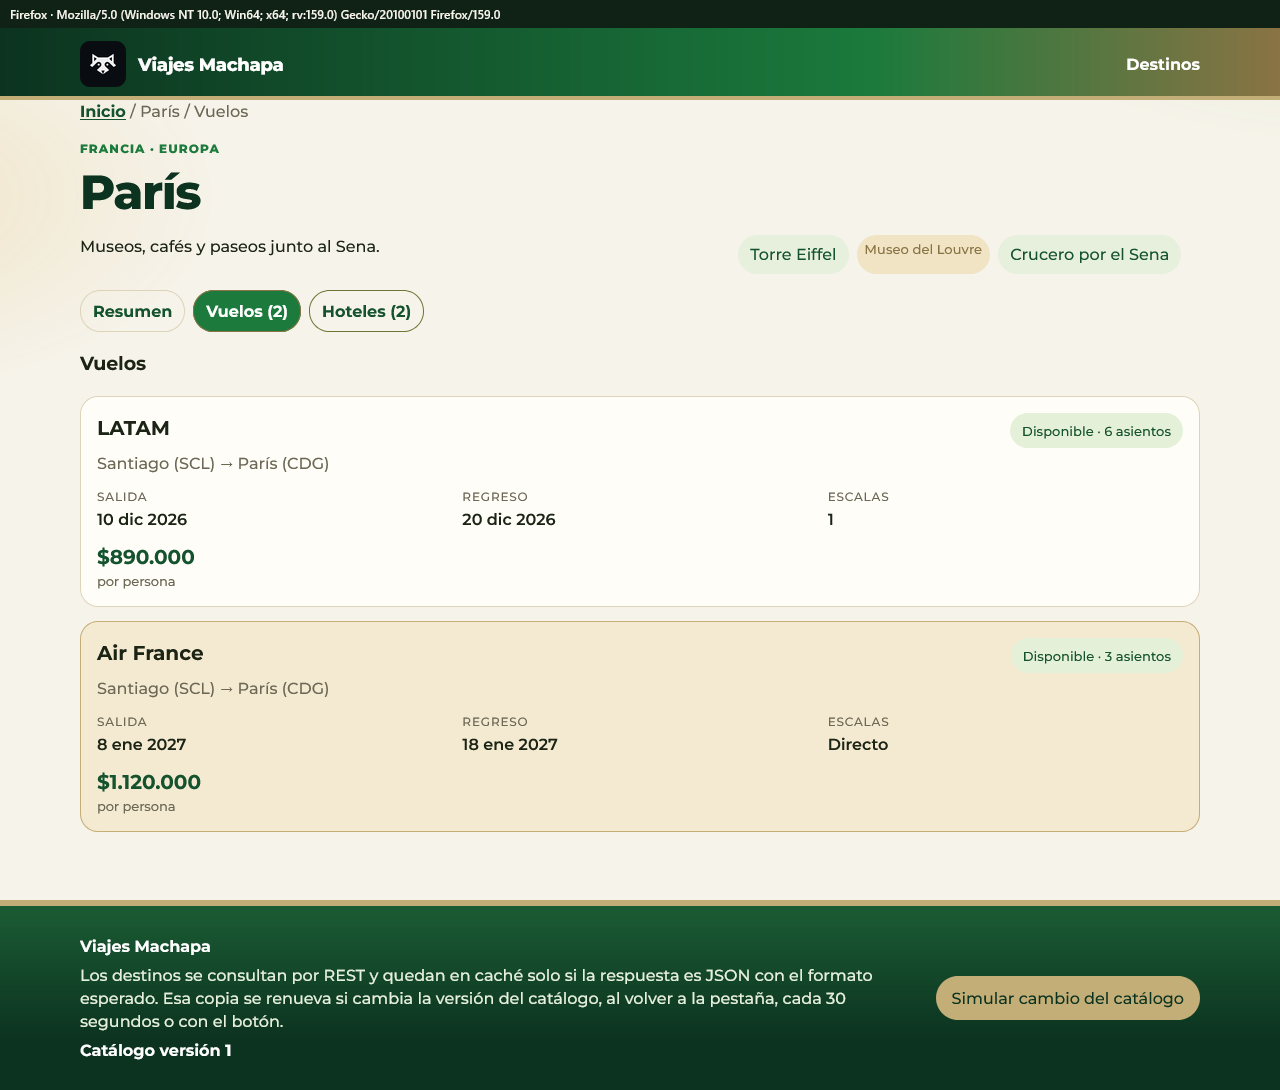 Firefox · Mozilla/5.0 (Windows NT 10.0; Win64; x64; rv:159.0) Gecko/20100101 Firefox/159.0
Viajes Machapa
Destinos
Inicio / París / Vuelos
FRANCIA · EUROPA
París
Museos, cafés y paseos junto al Sena.
Torre Eiffel
Museo del Louvre
Crucero por el Sena
Resumen
Vuelos (2)
Hoteles (2)
Vuelos
LATAM
Disponible · 6 asientos
Santiago (SCL) → París (CDG)
SALIDA
REGRESO
ESCALAS
10 dic 2026
20 dic 2026
1
$890.000
por persona
Air France
Disponible · 3 asientos
Santiago (SCL) → París (CDG)
SALIDA
REGRESO
ESCALAS
8 ene 2027
18 ene 2027
Directo
$1.120.000
por persona
Viajes Machapa
Los destinos se consultan por REST y quedan en caché solo si la respuesta es JSON con el formato
esperado. Esa copia se renueva si cambia la versión del catálogo, al volver a la pestaña, cada 30
segundos o con el botón.
Simular cambio del catálogo
Catálogo versión 1